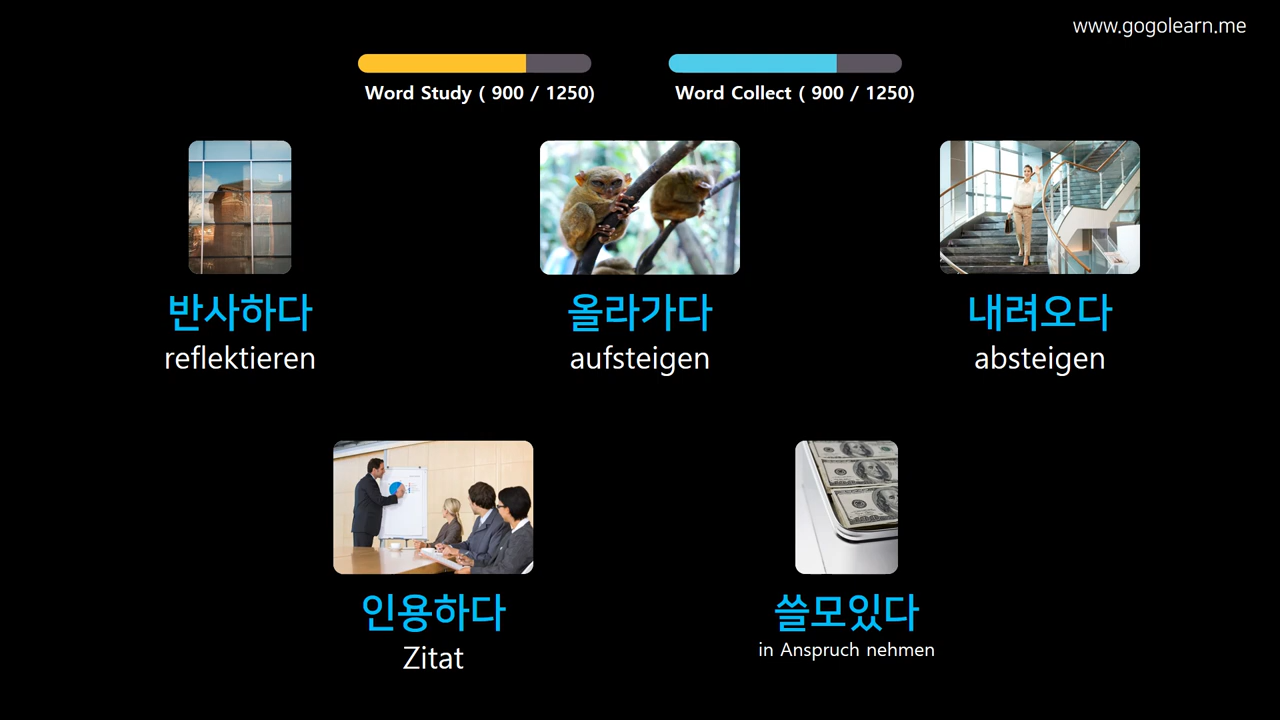 www.gogolearn.me
Word Study ( 900 / 1250)
Word Collect ( 900 / 1250)
반사하다
reflektieren
올라가다
aufsteigen
내려오다
absteigen
인용하다
Zitat
쓸모있다
in Anspruch nehmen